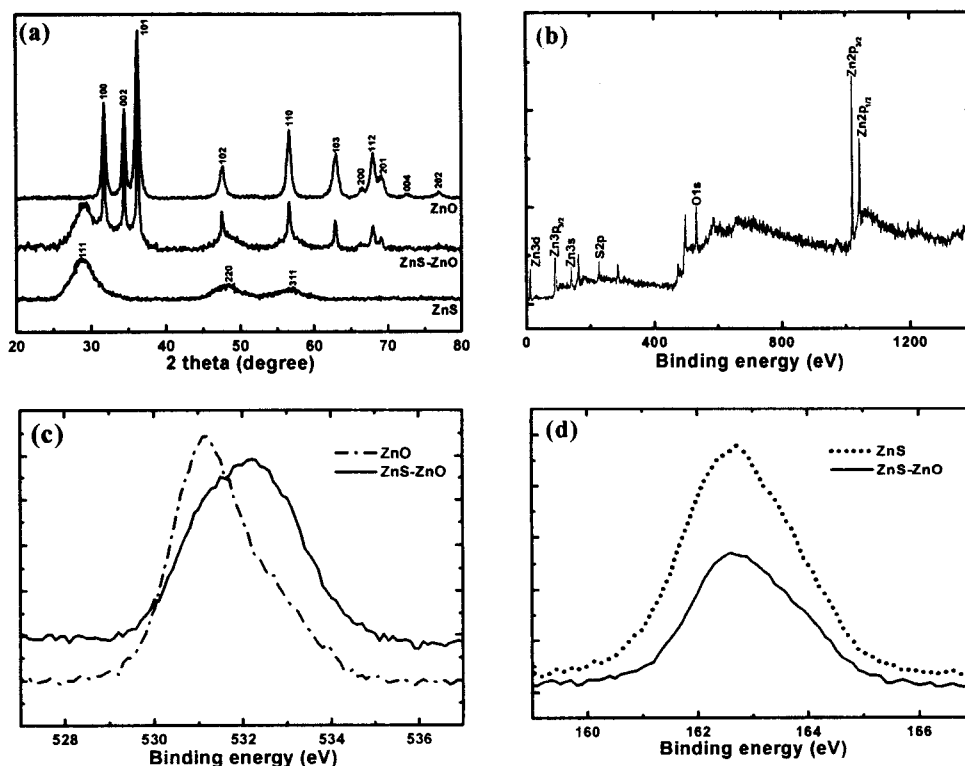 (a)
101
100
002
110
102
103
112
200
201
004
202
ZnO
ZnS-ZnO
111
220
311
ZnS
20 30 40 50 60 70 80
2 theta (degree)
(b)
Zn2p3/2
Zn2p1/2
O1s
Zn3d
Zn3p3/2
Zn3s
S2p
0 400 800 1200
Binding energy (eV)
(c)
ZnO
ZnS-ZnO
528 530 532 534 536
Binding energy (eV)
(d)
ZnS
ZnS-ZnO
160 162 164 166
Binding energy (eV)